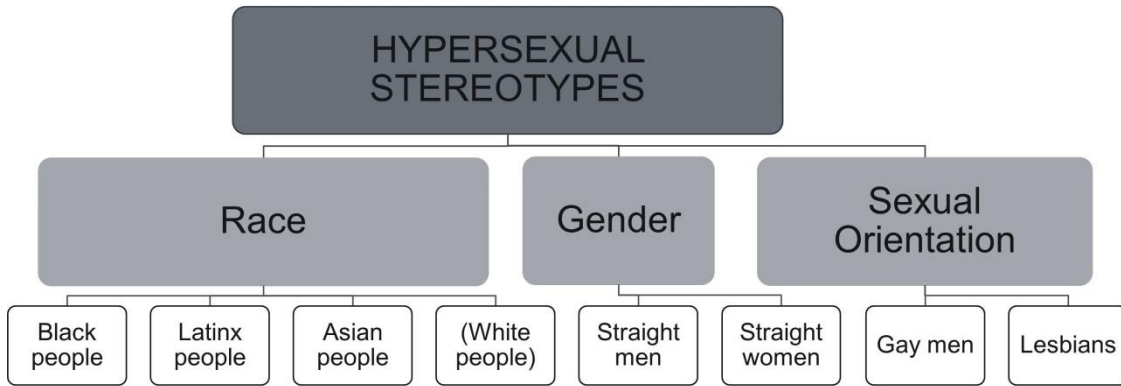 HYPERSEXUAL
STEREOTYPES
Race
Gender
Sexual
Orientation
Black
people
Latinx
people
Asian
people
(White
people)
Straight
men
Straight
women
Gay men
Lesbians